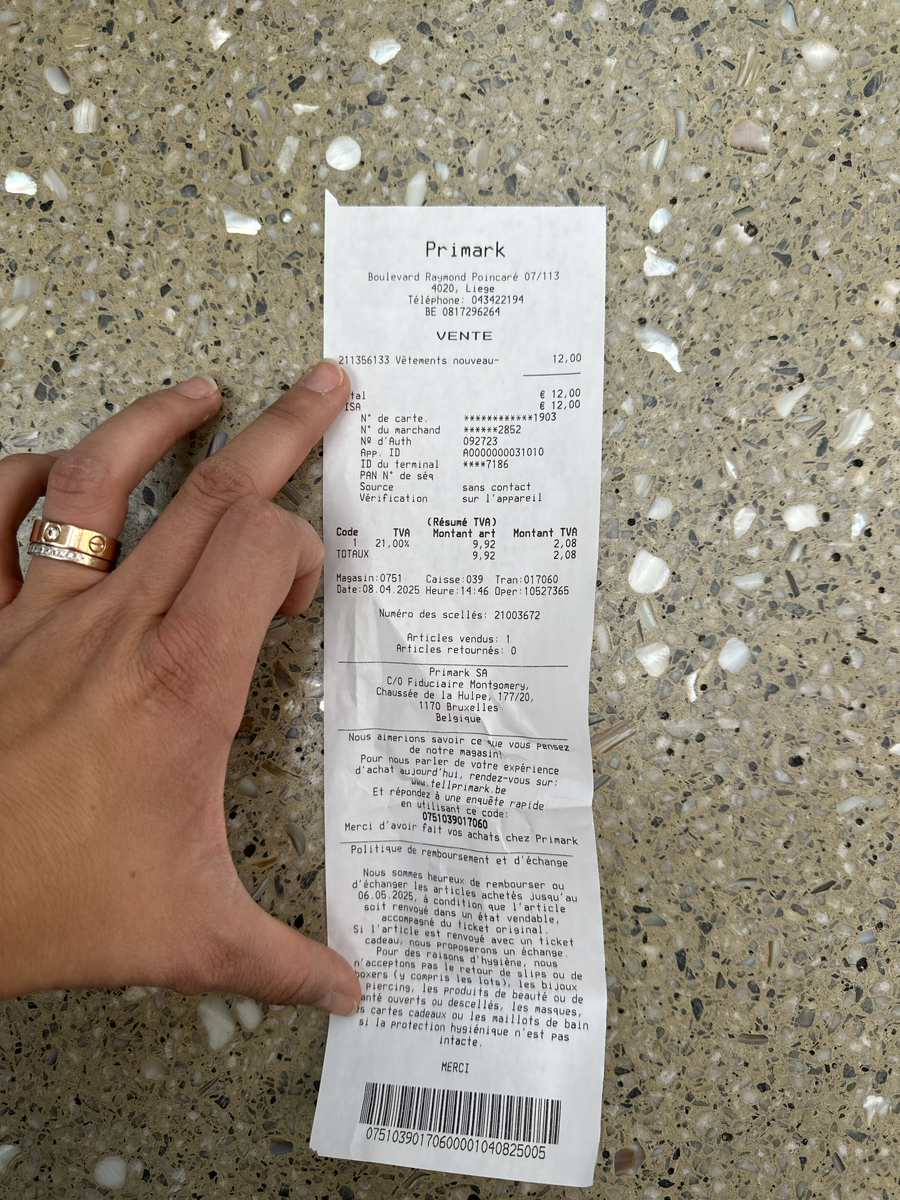 Primark
Boulevard Raymond Poincaré 07/113
4020, Liege
Téléphone: 043422194
BE 0817296264
VENTE
211356133 Vêtements nouveau- 12,00
tal € 12,00
ISA € 12,00
N° de carte. ************1903
N° du marchand ******2852
Nº d'Auth 092723
App. ID A0000000031010
ID du terminal ****7186
PAN N° de séq
Source sans contact
Vérification sur l'appareil
(Résumé TVA)
Code TVA Montant art Montant TVA
1 21,00% 9,92 2,08
TOTAUX 9,92 2,08
Magasin:0751 Caisse:039 Tran:017060
Date:08.04.2025 Heure:14:46 Oper:10527365
Numéro des scellés: 21003672
Articles vendus: 1
Articles retournés: 0
Primark SA
C/O Fiduciaire Montgomery,
Chaussée de la Hulpe, 177/20,
1170 Bruxelles
Belgique
Nous aimerions savoir ce que vous pensez
de notre magasin!
Pour nous parler de votre expérience
d'achat aujourd'hui, rendez-vous sur:
www.tellprimark.be
Et répondez à une enquête rapide
en utilisant ce code:
0751039017060
Merci d'avoir fait vos achats chez Primark
Politique de remboursement et d'échange
Nous sommes heureux de rembourser ou
d'échanger les articles achetés jusqu'au
06.05.2025, à condition que l'article
soit renvoyé dans un état vendable,
accompagné du ticket original.
Si l'article est renvoyé avec un ticket
cadeau, nous proposerons un échange.
Pour des raisons d'hygiène, nous
n'acceptons pas le retour de slips ou de
boxers (y compris les lots), les bijoux
piercing, les produits de beauté ou de
anté ouverts ou descellés, les masques,
s cartes cadeaux ou les maillots de bain
si la protection hygiénique n'est pas
intacte.
MERCI
07510390170600001040825005